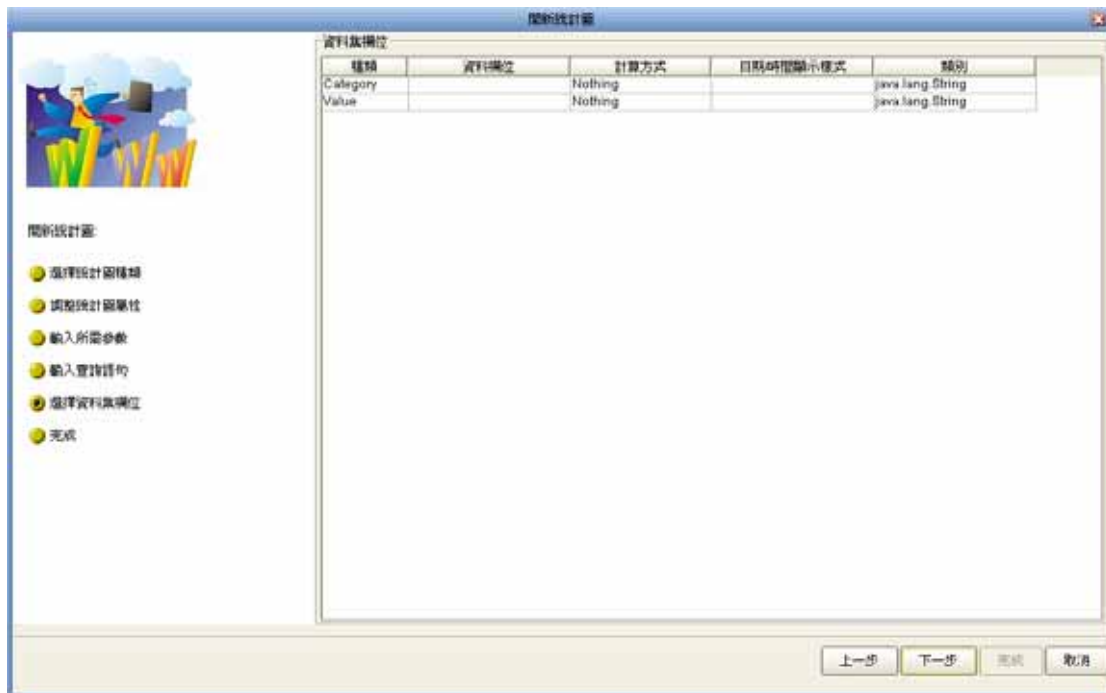 開新統計圖
資料集欄位
種類 資料欄位 計算方式 日期時間顯示樣式 類別
Category Nothing java.lang.String
Value Nothing java.lang.String
開新統計圖:
選擇統計圖種類
調整統計圖屬性
輸入所需參數
輸入查詢語句
選擇資料集欄位
完成
上一步 下一步 完成 取消